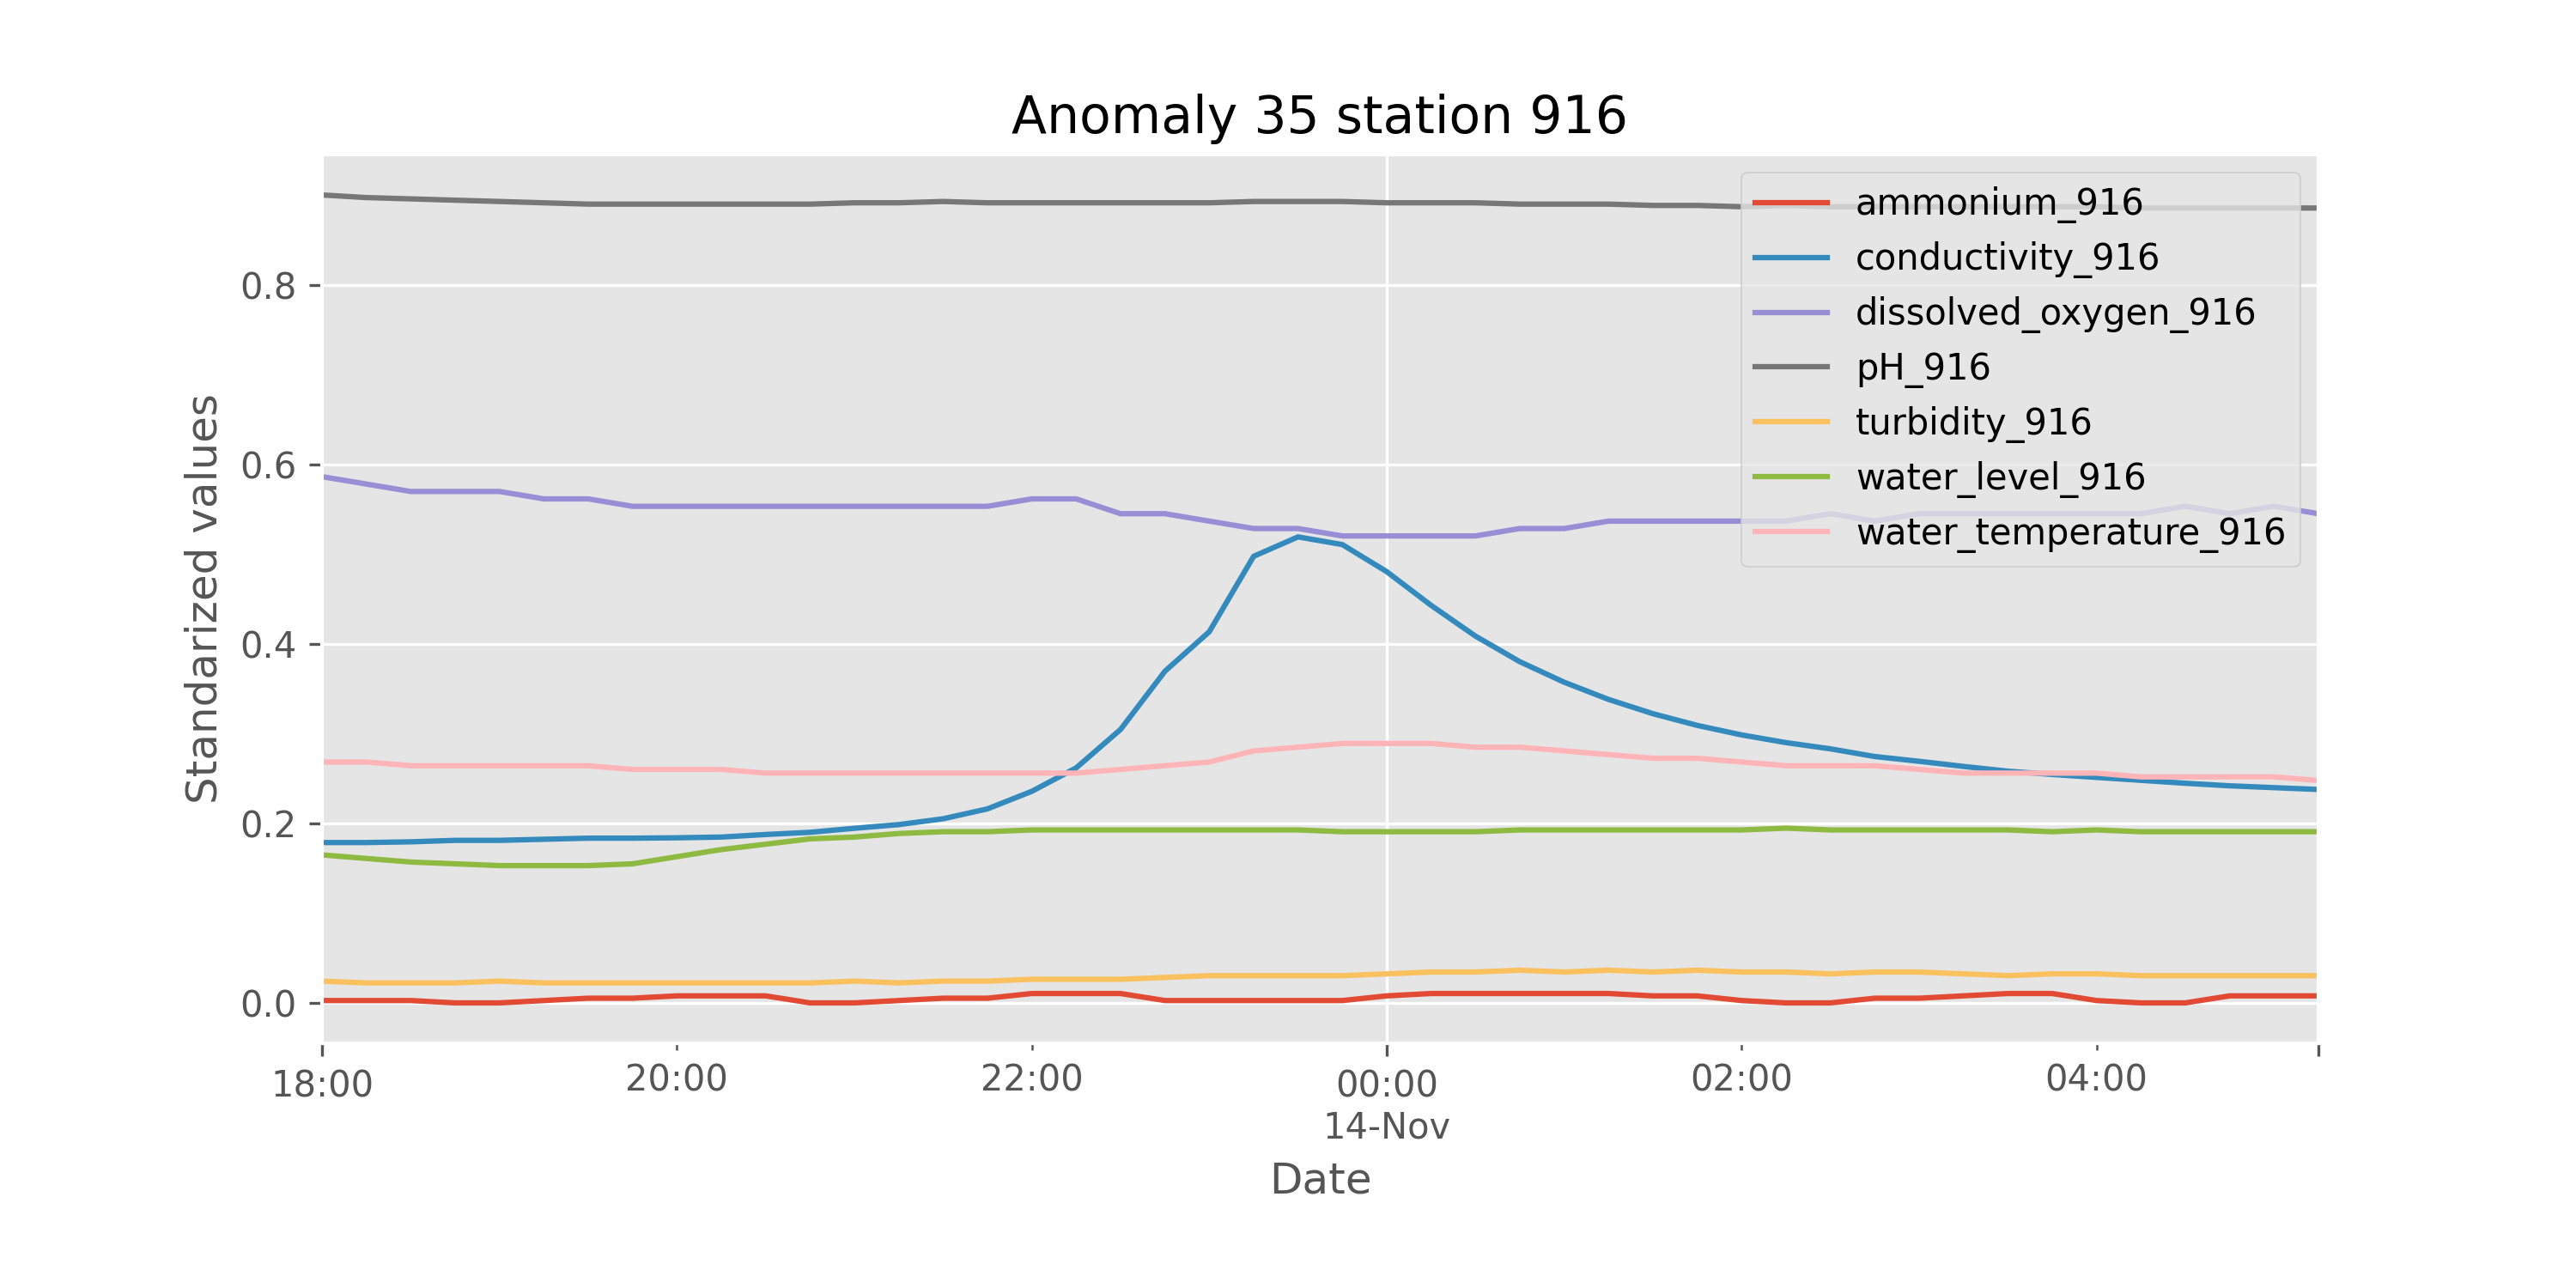 Anomaly 35 station 916
ammonium_916
conductivity_916
dissolved_oxygen_916
pH_916
turbidity_916
water_level_916
water_temperature_916
Standarized values
0.8
0.6
0.4
0.2
0.0
18:00
20:00
22:00
00:00
02:00
04:00
14-Nov
Date